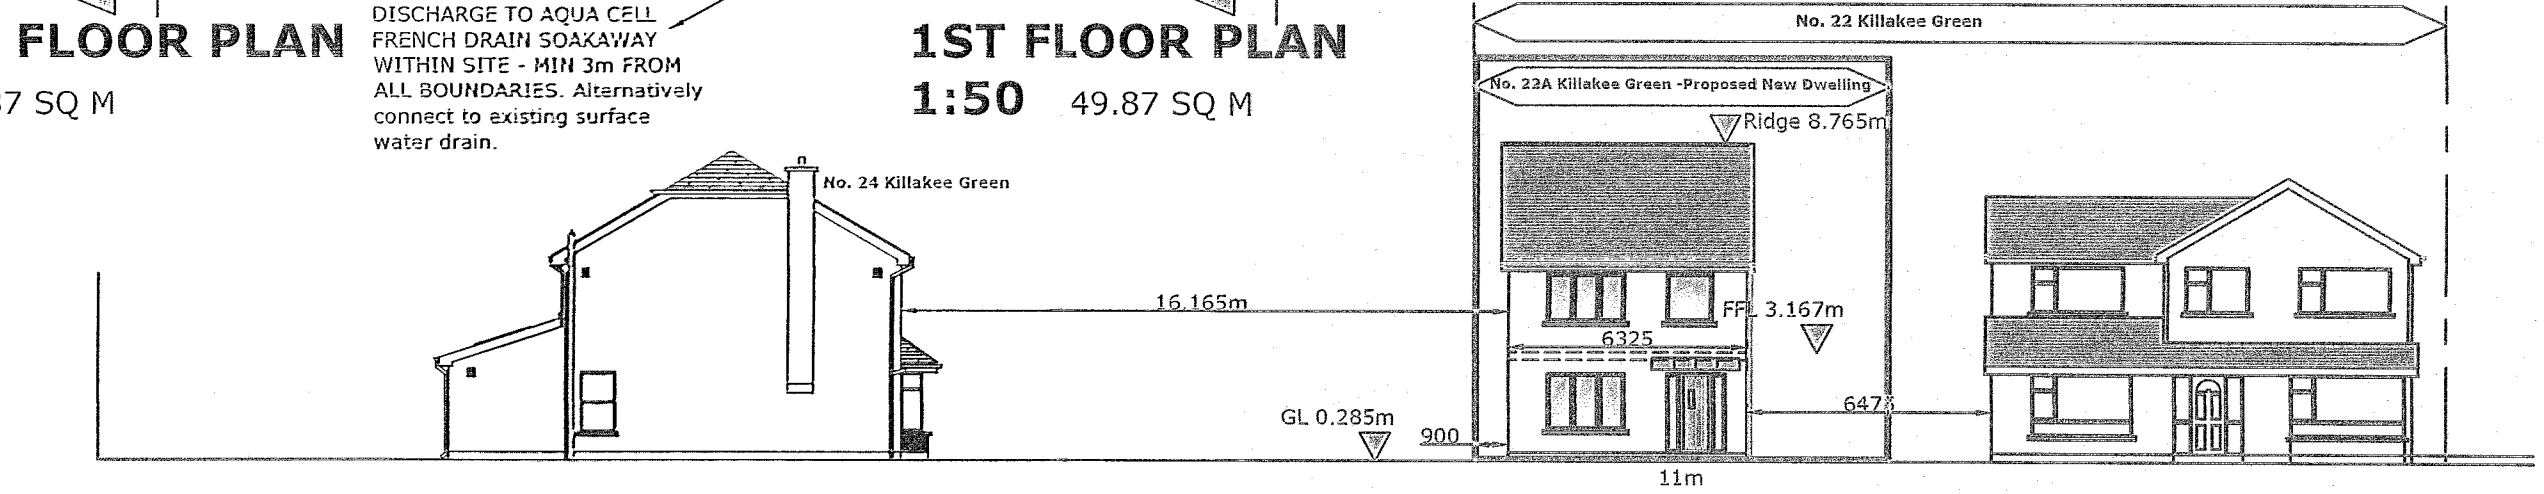 FLOOR PLAN
7 SQ M
DISCHARGE TO AQUA CELL
FRENCH DRAIN SOAKAWAY
WITHIN SITE - MIN 3m FROM
ALL BOUNDARIES. Alternatively
connect to existing surface
water drain.
1ST FLOOR PLAN
1:50 49.87 SQ M
No. 22 Killakee Green
No. 22A Killakee Green -Proposed New Dwelling
Ridge 8.765m
No. 24 Killakee Green
16.165m
FFL 3.167m
6325
GL 0.285m
900
11m